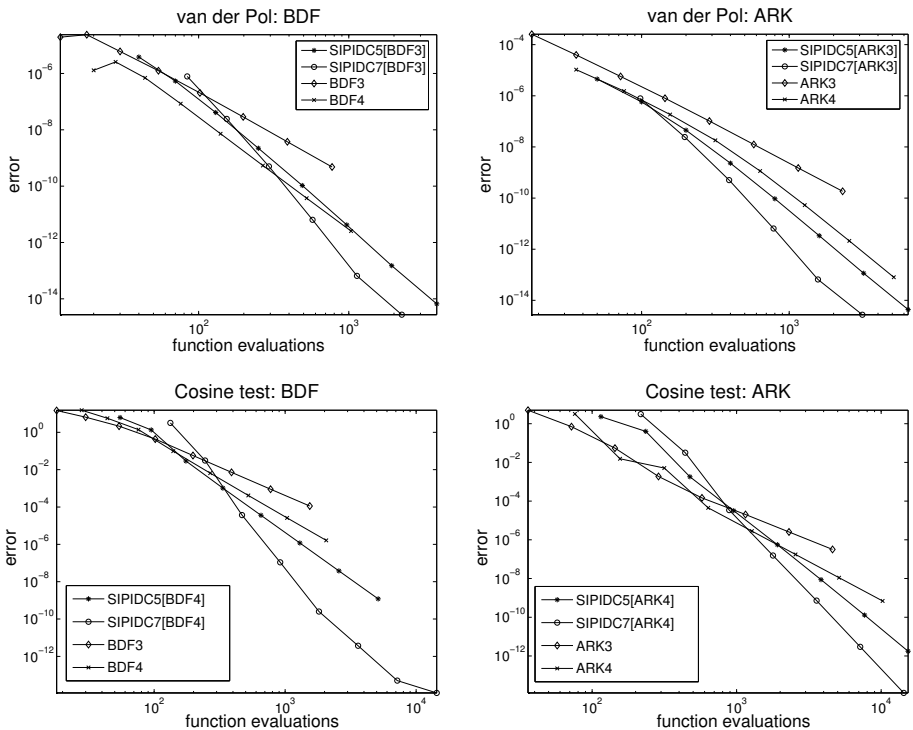 van der Pol: BDF
error
10^-6
10^-8
10^-10
10^-12
10^-14
SIPIDC5[BDF3]
SIPIDC7[BDF3]
BDF3
BDF4
10^2
10^3
function evaluations
van der Pol: ARK
error
10^-4
10^-6
10^-8
10^-10
10^-12
10^-14
SIPIDC5[ARK3]
SIPIDC7[ARK3]
ARK3
ARK4
10^2
10^3
function evaluations
Cosine test: BDF
error
10^0
10^-2
10^-4
10^-6
10^-8
10^-10
10^-12
SIPIDC5[BDF4]
SIPIDC7[BDF4]
BDF3
BDF4
10^2
10^3
10^4
function evaluations
Cosine test: ARK
error
10^0
10^-2
10^-4
10^-6
10^-8
10^-10
10^-12
SIPIDC5[ARK4]
SIPIDC7[ARK4]
ARK3
ARK4
10^2
10^3
10^4
function evaluations